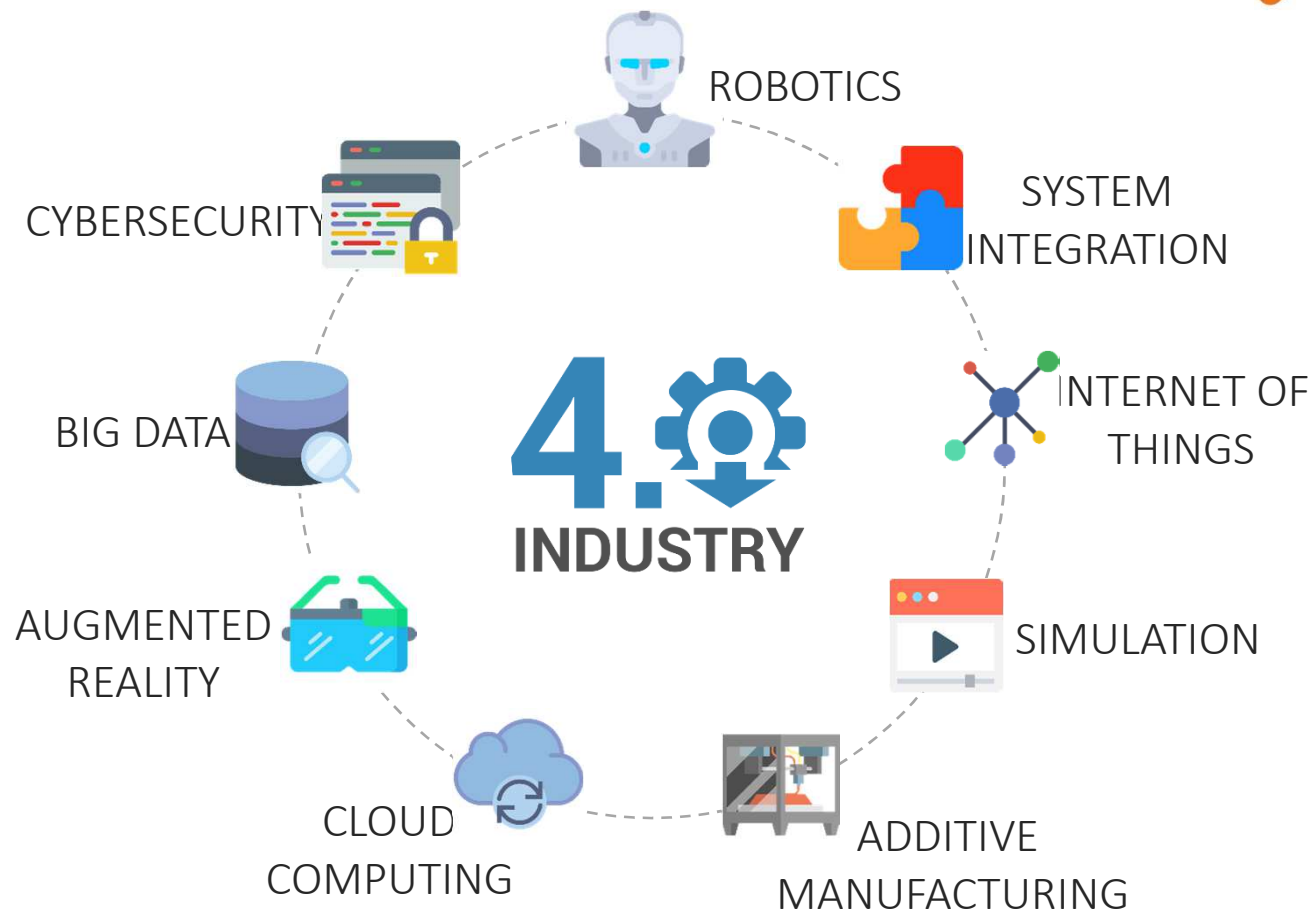 ROBOTICS
SYSTEM
INTEGRATION
INTERNET OF
THINGS
SIMULATION
ADDITIVE
MANUFACTURING
CLOUD
COMPUTING
AUGMENTED
REALITY
BIG DATA
CYBERSECURITY
4.0
INDUSTRY